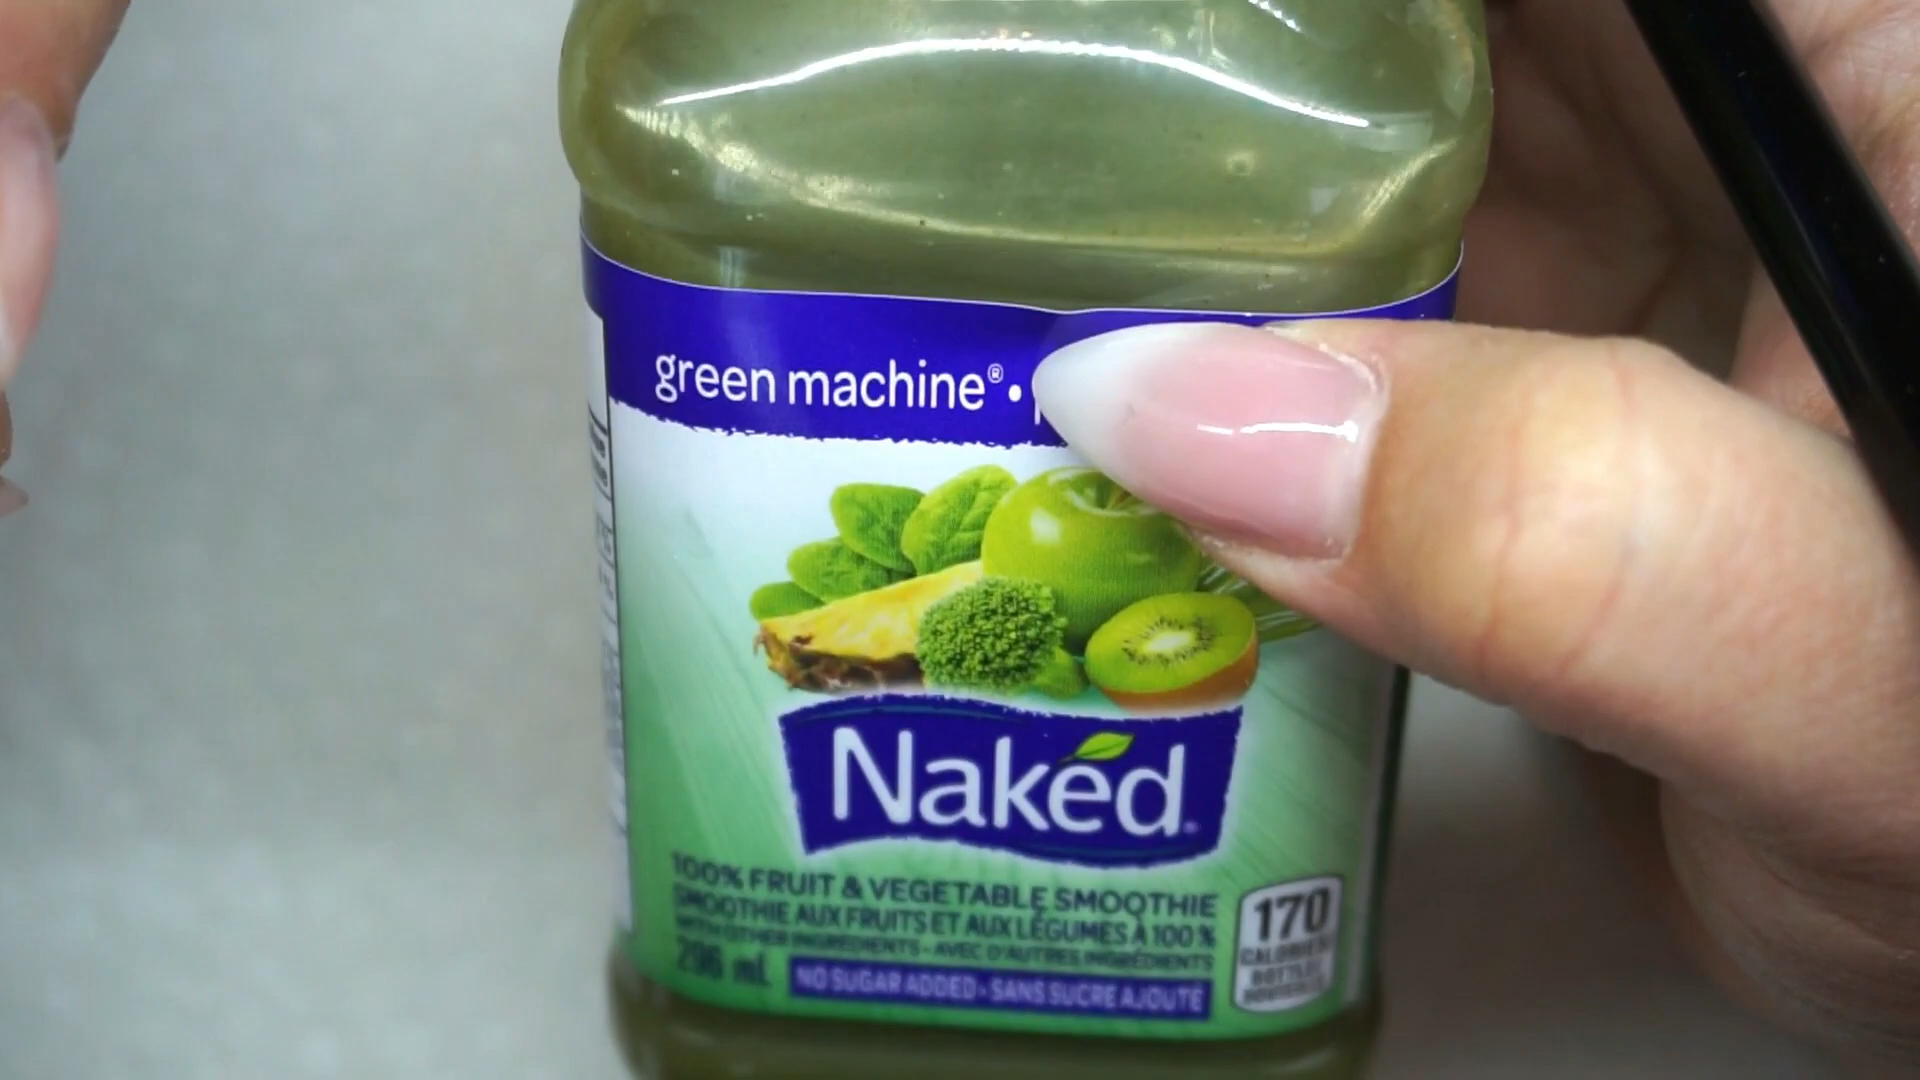 green machine® •
Naked
100% FRUIT & VEGETABLE SMOOTHIE
SMOOTHIE AUX FRUITS ET AUX LÉGUMES À 100 %
WITH OTHER INGREDIENTS - AVEC D'AUTRES INGRÉDIENTS
296 mL
NO SUGAR ADDED • SANS SUCRE AJOUTÉ
170
CALORIES